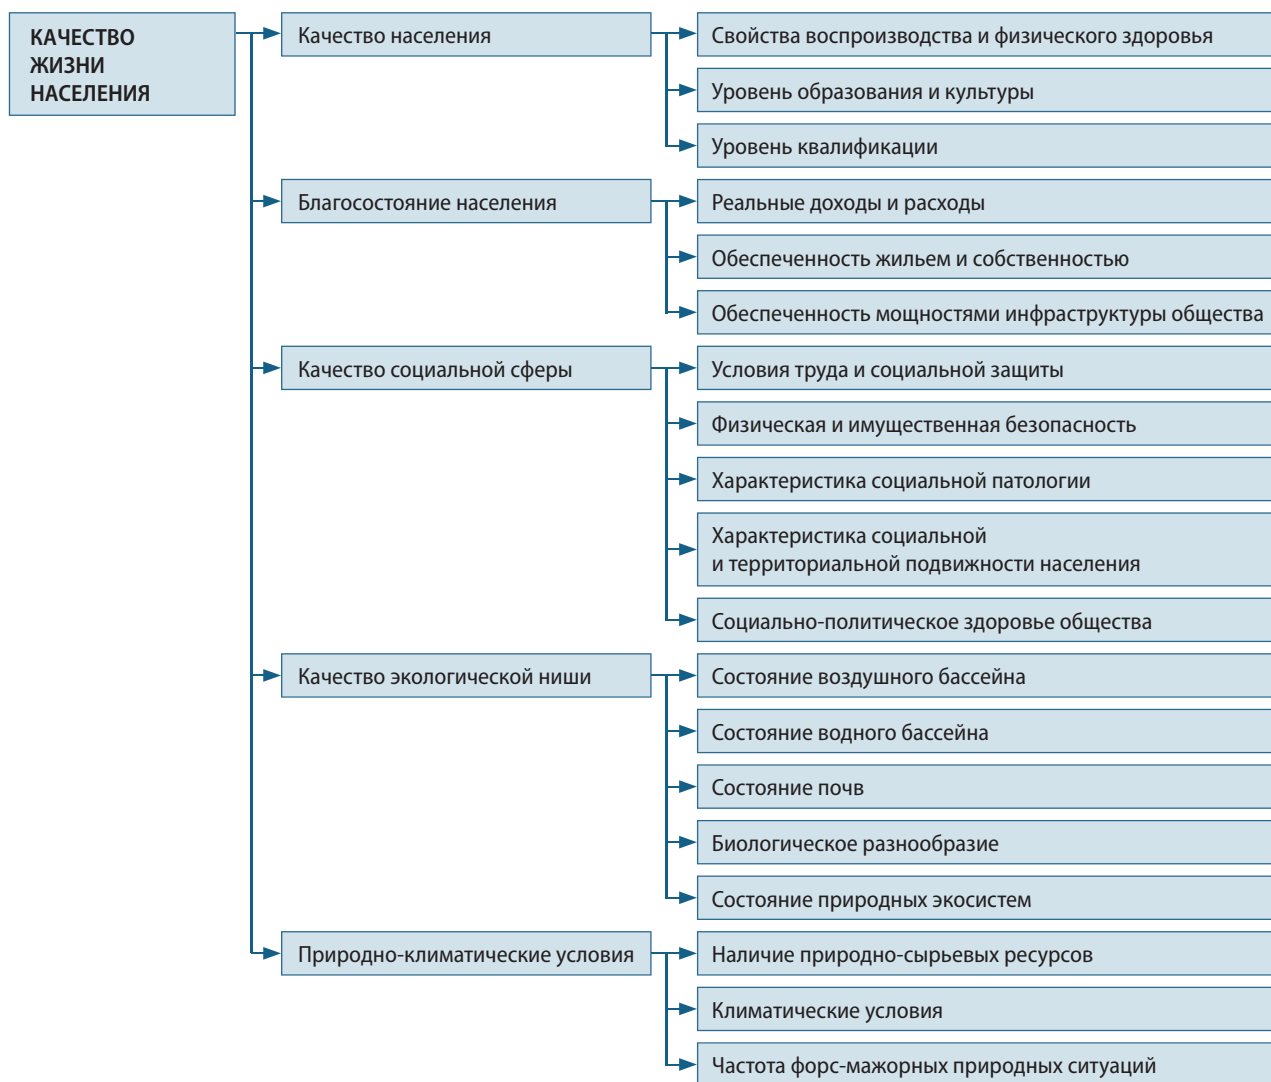 КАЧЕСТВО
ЖИЗНИ
НАСЕЛЕНИЯ
Качество населения
Свойства воспроизводства и физического здоровья
Уровень образования и культуры
Уровень квалификации
Благосостояние населения
Реальные доходы и расходы
Обеспеченность жильем и собственностью
Обеспеченность мощностями инфраструктуры общества
Качество социальной сферы
Условия труда и социальной защиты
Физическая и имущественная безопасность
Характеристика социальной патологии
Характеристика социальной
и территориальной подвижности населения
Социально-политическое здоровье общества
Качество экологической ниши
Состояние воздушного бассейна
Состояние водного бассейна
Состояние почв
Биологическое разнообразие
Состояние природных экосистем
Природно-климатические условия
Наличие природно-сырьевых ресурсов
Климатические условия
Частота форс-мажорных природных ситуаций